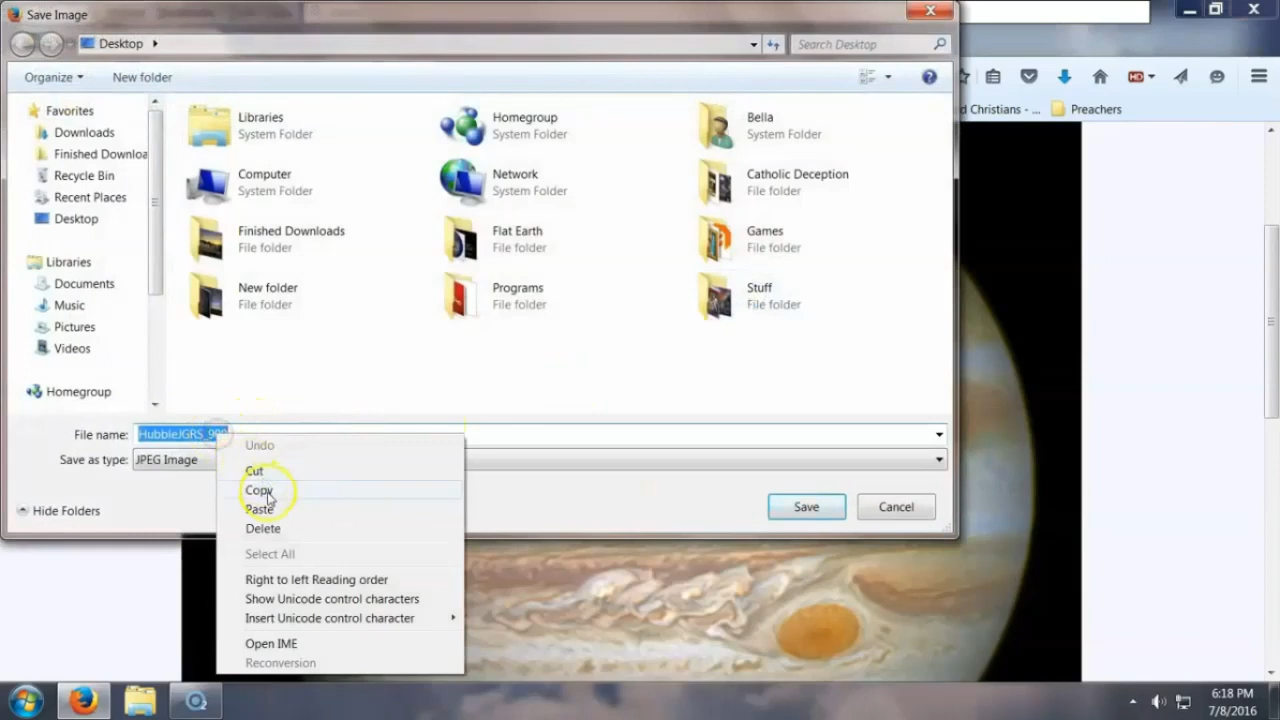 Save Image
Desktop
Search Desktop
Organize
New folder
Favorites
Downloads
Finished Downloa
Recycle Bin
Recent Places
Desktop
Libraries
Documents
Music
Pictures
Videos
Homegroup
Libraries
System Folder
Homegroup
System Folder
Bella
System Folder
Computer
System Folder
Network
System Folder
Catholic Deception
File folder
Finished Downloads
File folder
Flat Earth
File folder
Games
File folder
New folder
File folder
Programs
File folder
Stuff
File folder
HD
d Christians - ...
Preachers
File name:
Save as type: JPEG Image
Hide Folders
Save
Cancel
Undo
Cut
Copy
Paste
Delete
Select All
Right to left Reading order
Show Unicode control characters
Insert Unicode control character
Open IME
Reconversion
6:18 PM
7/8/2016